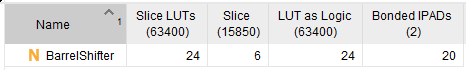 Name 1 Slice LUTs (63400) Slice (15850) LUT as Logic (63400) Bonded IPADs (2)
N BarrelShifter 24 6 24 20